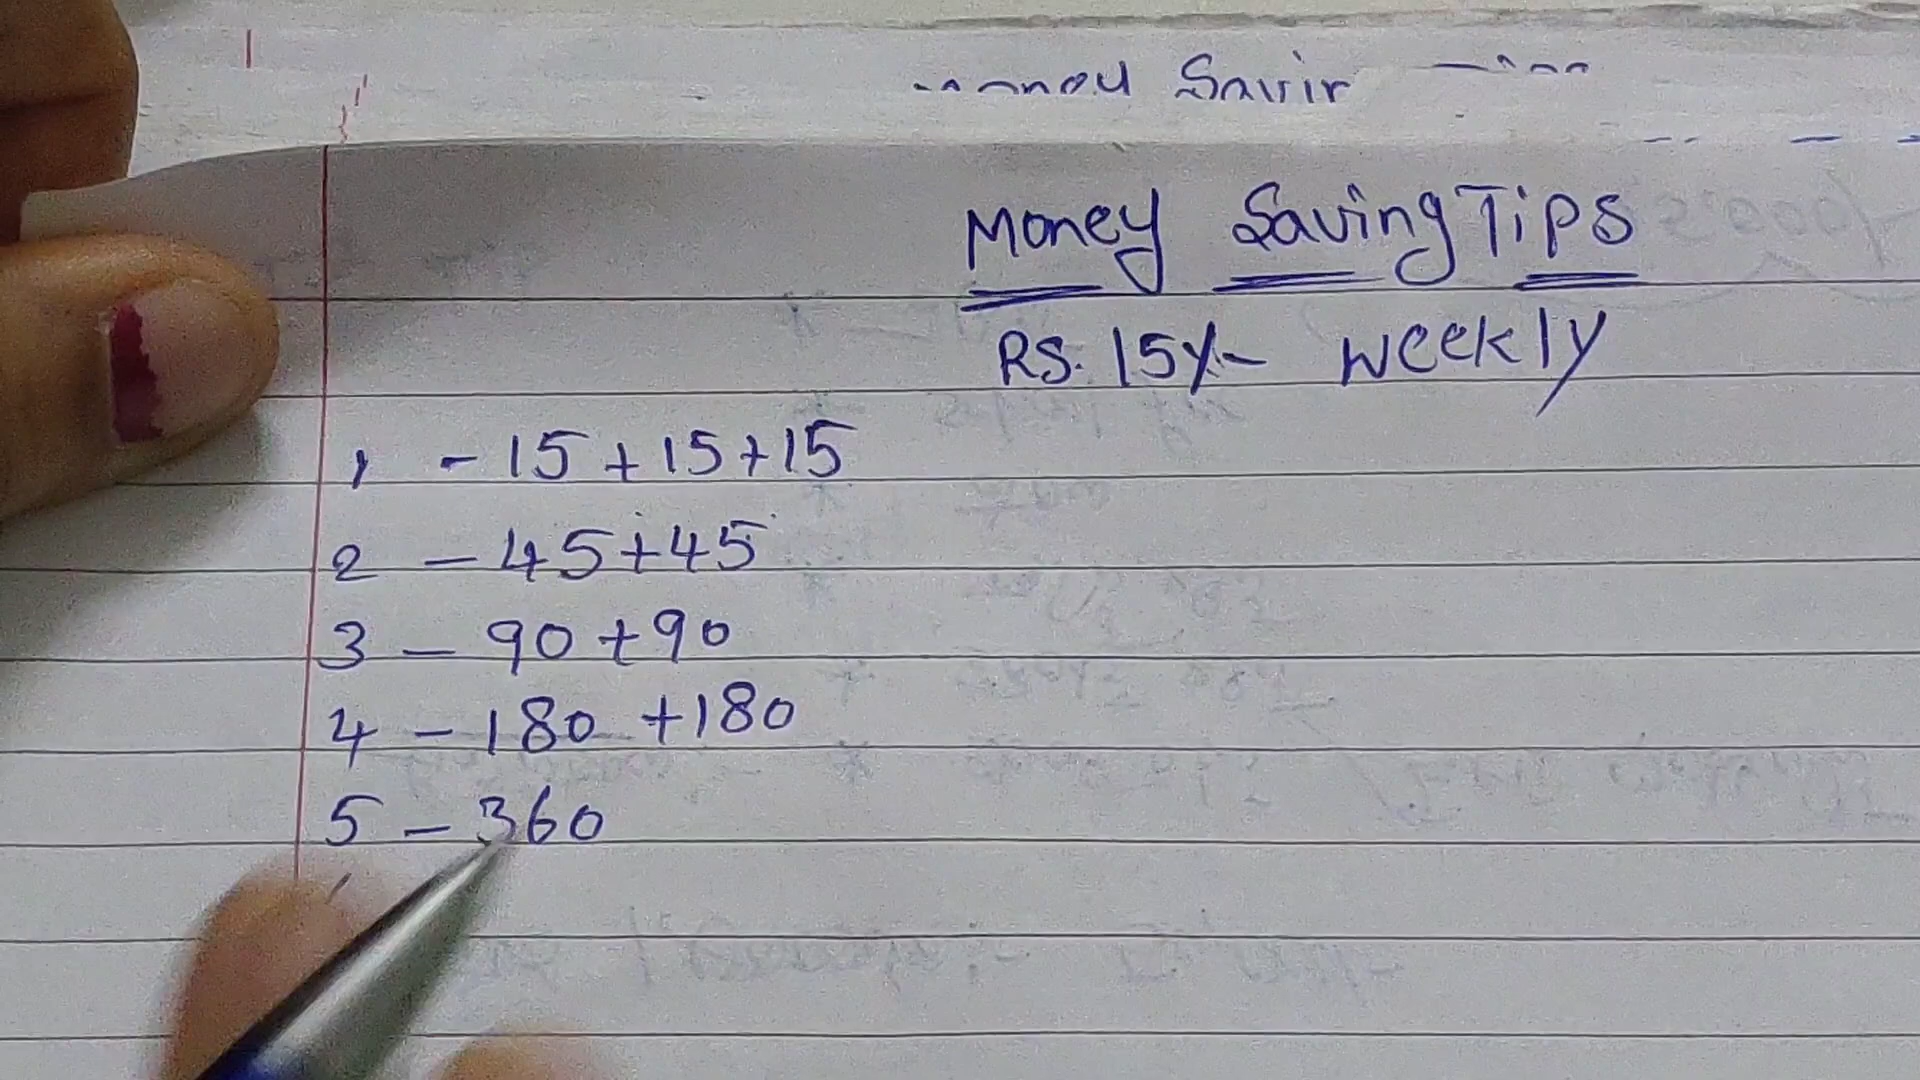 Money Saving Tips
RS. 15/- weekly
1 - 15 + 15 + 15
2 - 45 + 45
3 - 90 + 90
4 - 180 + 180
5 - 360